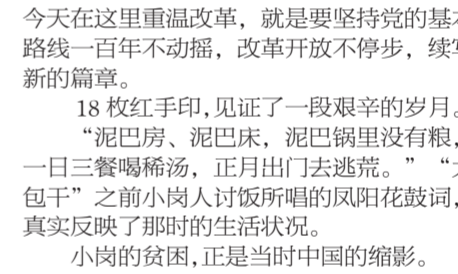 今天在这里重温改革，就是要坚持党的基本
路线一百年不动摇，改革开放不停步，续写
新的篇章。
18 枚红手印,见证了一段艰辛的岁月。
“泥巴房、泥巴床，泥巴锅里没有粮，
一日三餐喝稀汤，正月出门去逃荒。”“大
包干”之前小岗人讨饭所唱的凤阳花鼓词，
真实反映了那时的生活状况。
小岗的贫困,正是当时中国的缩影。